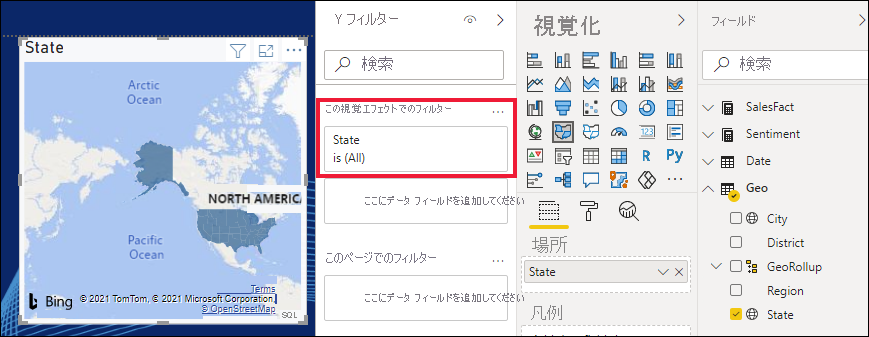 State
Arctic
Ocean
NORTH AMERICA
Pacific
Ocean
Bing
Terms
© 2021 TomTom, © 2021 Microsoft Corporation,
© OpenStreetMap
SQL
Y フィルター
検索
この視覚エフェクトでのフィルター
State
is (All)
ここにデータ フィールドを追加してください
このページでのフィルター
ここにデータ フィールドを追加してください
視覚化
123
R
Py
場所
State
凡例
フィールド
検索
SalesFact
Sentiment
Date
Geo
City
District
GeoRollup
Region
State